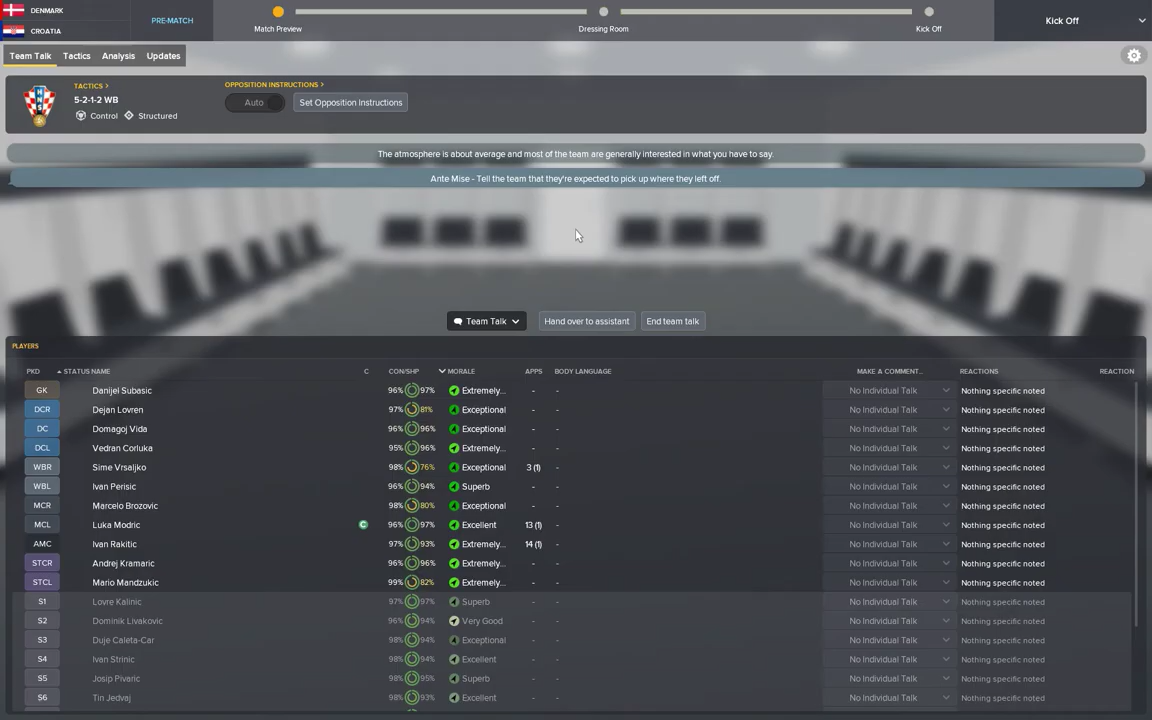 DENMARK
CROATIA
PRE-MATCH
Match Preview
Dressing Room
Kick Off
Kick Off
Team Talk Tactics Analysis Updates
TACTICS >
5-2-1-2 WB
Control Structured
OPPOSITION INSTRUCTIONS >
Auto Set Opposition Instructions
The atmosphere is about average and most of the team are generally interested in what you have to say.
Ante Mise - Tell the team that they're expected to pick up where they left off.
Team Talk Hand over to assistant End team talk
PLAYERS
PKD STATUS NAME C CON/SHP MORALE APPS BODY LANGUAGE MAKE A COMMENT... REACTIONS REACTION
GK Danijel Subasic 96% 97% Extremely... - - No Individual Talk Nothing specific noted
DCR Dejan Lovren 97% 81% Exceptional - - No Individual Talk Nothing specific noted
DC Domagoj Vida 96% 96% Exceptional - - No Individual Talk Nothing specific noted
DCL Vedran Corluka 95% 96% Extremely... - - No Individual Talk Nothing specific noted
WBR Sime Vrsaljko 98% 76% Exceptional 3 (1) - No Individual Talk Nothing specific noted
WBL Ivan Perisic 96% 94% Superb - - No Individual Talk Nothing specific noted
MCR Marcelo Brozovic 98% 80% Exceptional - - No Individual Talk Nothing specific noted
MCL Luka Modric C 96% 97% Excellent 13 (1) - No Individual Talk Nothing specific noted
AMC Ivan Rakitic 97% 93% Extremely... 14 (1) - No Individual Talk Nothing specific noted
STCR Andrej Kramaric 96% 96% Extremely... - - No Individual Talk Nothing specific noted
STCL Mario Mandzukic 99% 82% Extremely... - - No Individual Talk Nothing specific noted
S1 Lovre Kalinic 97% 97% Superb - - No Individual Talk Nothing specific noted
S2 Dominik Livakovic 96% 94% Very Good - - No Individual Talk Nothing specific noted
S3 Duje Caleta-Car 98% 94% Exceptional - - No Individual Talk Nothing specific noted
S4 Ivan Strinic 98% 94% Excellent - - No Individual Talk Nothing specific noted
S5 Josip Pivaric 98% 95% Superb - - No Individual Talk Nothing specific noted
S6 Tin Jedvaj 98% 93% Excellent - - No Individual Talk Nothing specific noted